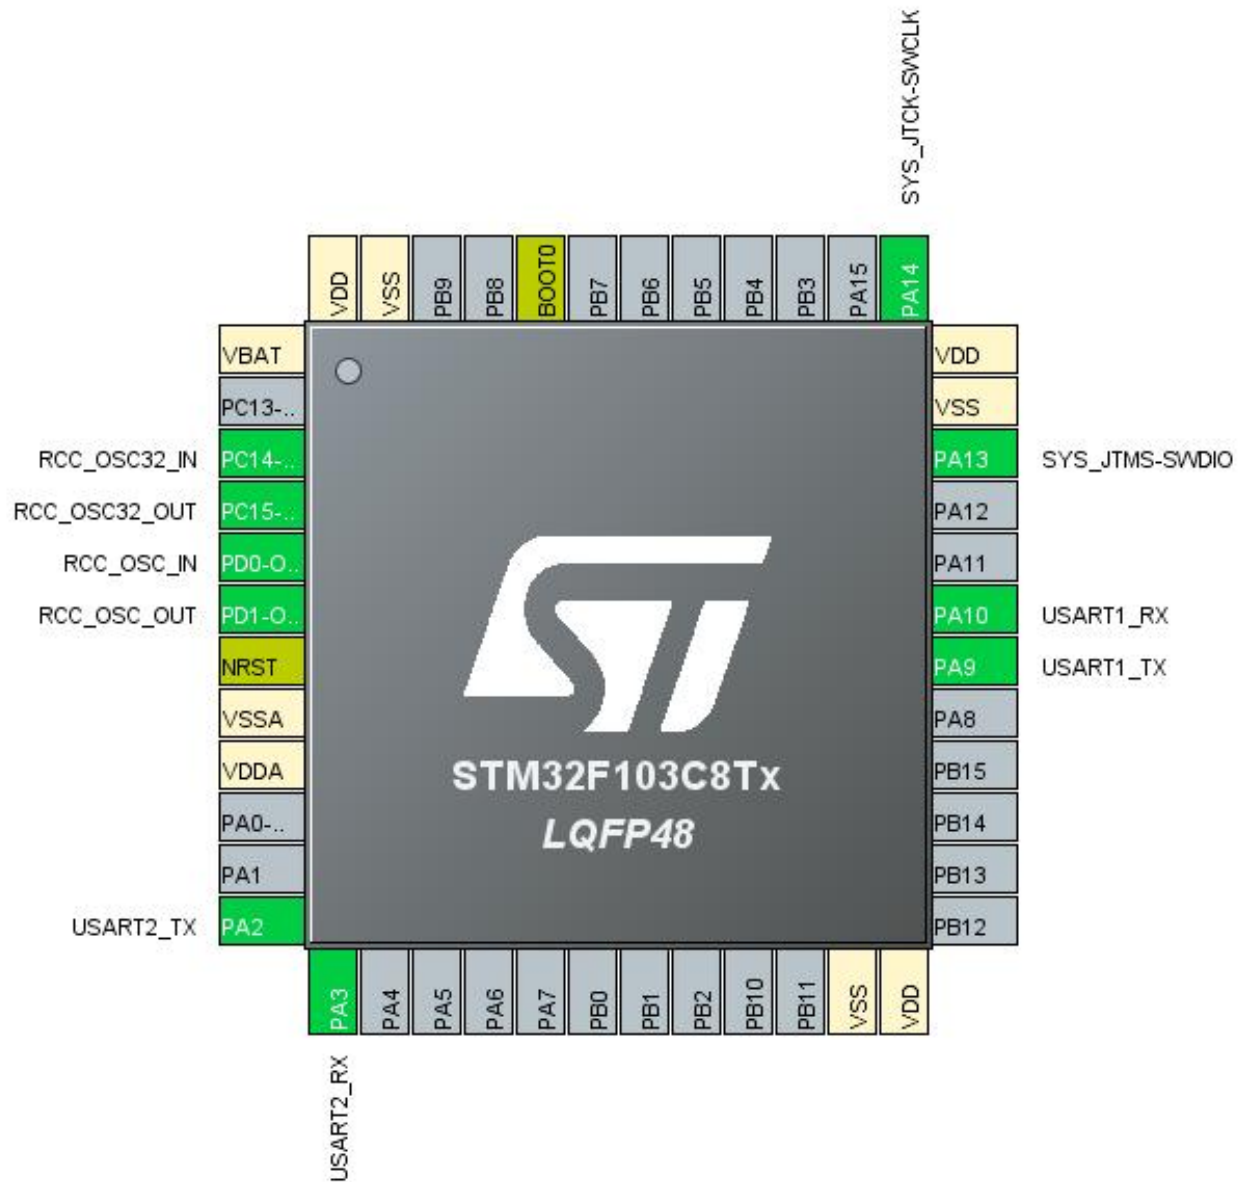 SYS_JTCK-SWCLK
VDD
VSS
PB9
PB8
BOOT0
PB7
PB6
PB5
PB4
PB3
PA15
PA14
VBAT
PC13-..
RCC_OSC32_IN PC14-..
RCC_OSC32_OUT PC15-..
RCC_OSC_IN PD0-O..
RCC_OSC_OUT PD1-O..
NRST
VSSA
VDDA
PA0-..
PA1
USART2_TX PA2
STM32F103C8Tx
LQFP48
VDD
VSS
PA13 SYS_JTMS-SWDIO
PA12
PA11
PA10 USART1_RX
PA9 USART1_TX
PA8
PB15
PB14
PB13
PB12
PA3
PA4
PA5
PA6
PA7
PB0
PB1
PB2
PB10
PB11
VSS
VDD
USART2_RX